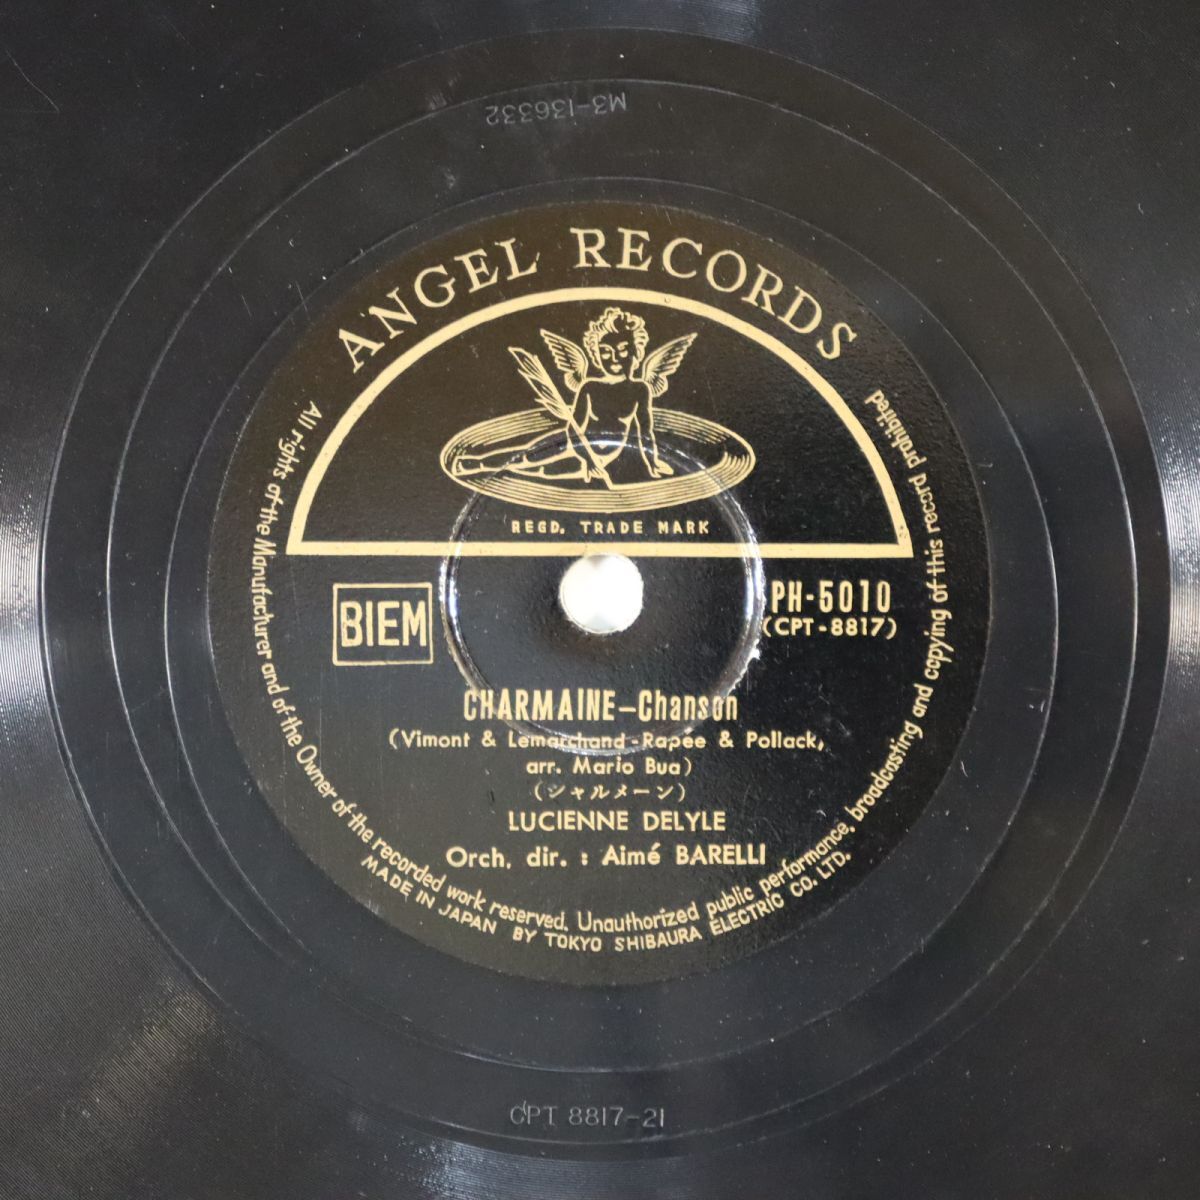 M3-136332
ANGEL RECORDS
REGD. TRADE MARK
BIEM
PH-5010
(CPT-8817)
CHARMAINE-Chanson
(Vimont & Lemarchand-Rapée & Pollack,
arr. Mario Bua)
(シャルメーン)
LUCIENNE DELYLE
Orch. dir. : Aimé BARELLI
All rights of the Manufacturer and of the Owner of the recorded work reserved. Unauthorized public performance, broadcasting and copying of this record prohibited
MADE IN JAPAN BY TOKYO SHIBAURA ELECTRIC CO. LTD.
CPT 8817-21